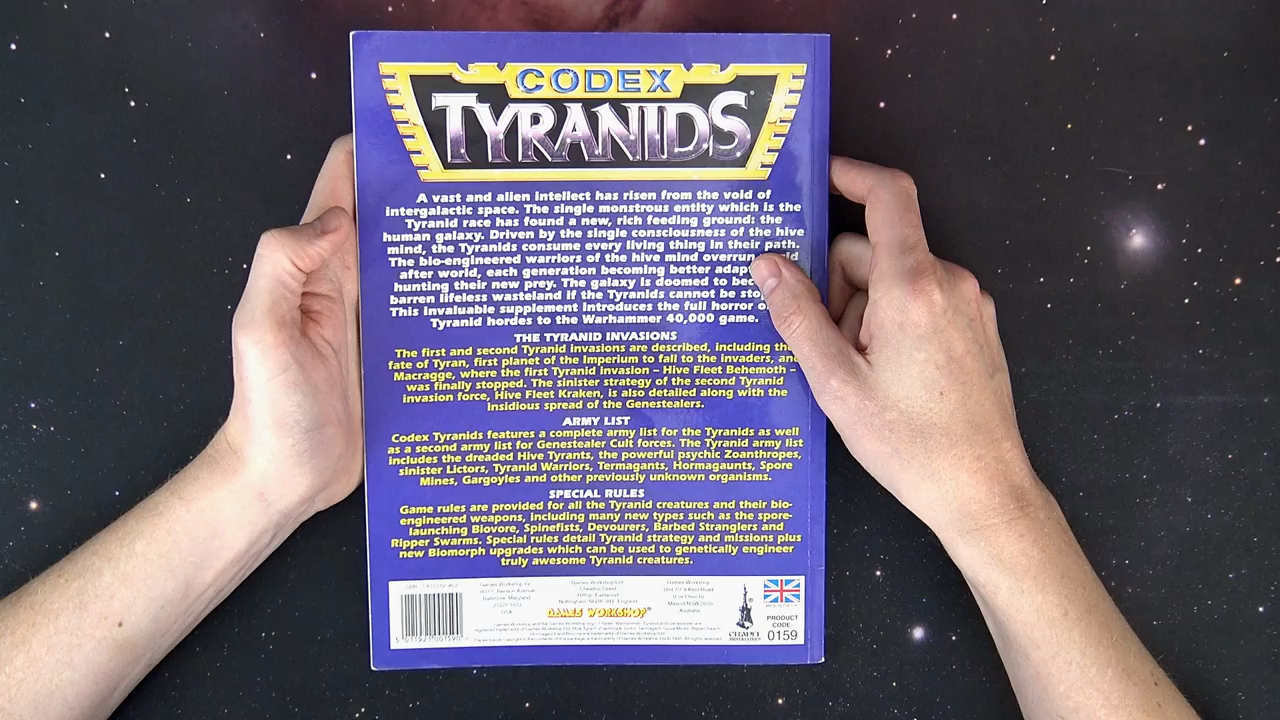 CODEX
TYRANIDS
A vast and alien intellect has risen from the void of
intergalactic space. The single monstrous entity which is the
Tyranid race has found a new, rich feeding ground: the
human galaxy. Driven by the single consciousness of the hive
mind, the Tyranids consume every living thing in their path.
The bio-engineered warriors of the hive mind overrun
after world, each generation becoming better
hunting their new prey. The galaxy is doomed to
barren lifeless wasteland if the Tyranids cannot be
This invaluable supplement introduces the full horror
Tyranid hordes to the Warhammer 40,000 game.
THE TYRANID INVASIONS
The first and second Tyranid invasions are described, including the
fate of Tyran, first planet of the Imperium to fall to the invaders, and
Macragge, where the first Tyranid invasion – Hive Fleet Behemoth –
was finally stopped. The sinister strategy of the second Tyranid
invasion force, Hive Fleet Kraken, is also detailed along with the
insidious spread of the Genestealers.
ARMY LIST
Codex Tyranids features a complete army list for the Tyranids as well
as a second army list for Genestealer Cult forces. The Tyranid army list
includes the dreaded Hive Tyrants, the powerful psychic Zoanthropes,
sinister Lictors, Tyranid Warriors, Termagants, Hormagaunts, Spore
Mines, Gargoyles and other previously unknown organisms.
SPECIAL RULES
Game rules are provided for all the Tyranid creatures and their bio-
engineered weapons, including many new types such as the spore-
launching Biovore, Spinefists, Devourers, Barbed Stranglers and
Ripper Swarms. Special rules detail Tyranid strategy and missions plus
new Biomorph upgrades which can be used to genetically engineer
truly awesome Tyranid creatures.
Games Workshop
Australia
GAMES WORKSHOP®
CITADEL
MINIATURES
MADE IN THE UK
PRODUCT
CODE
0159